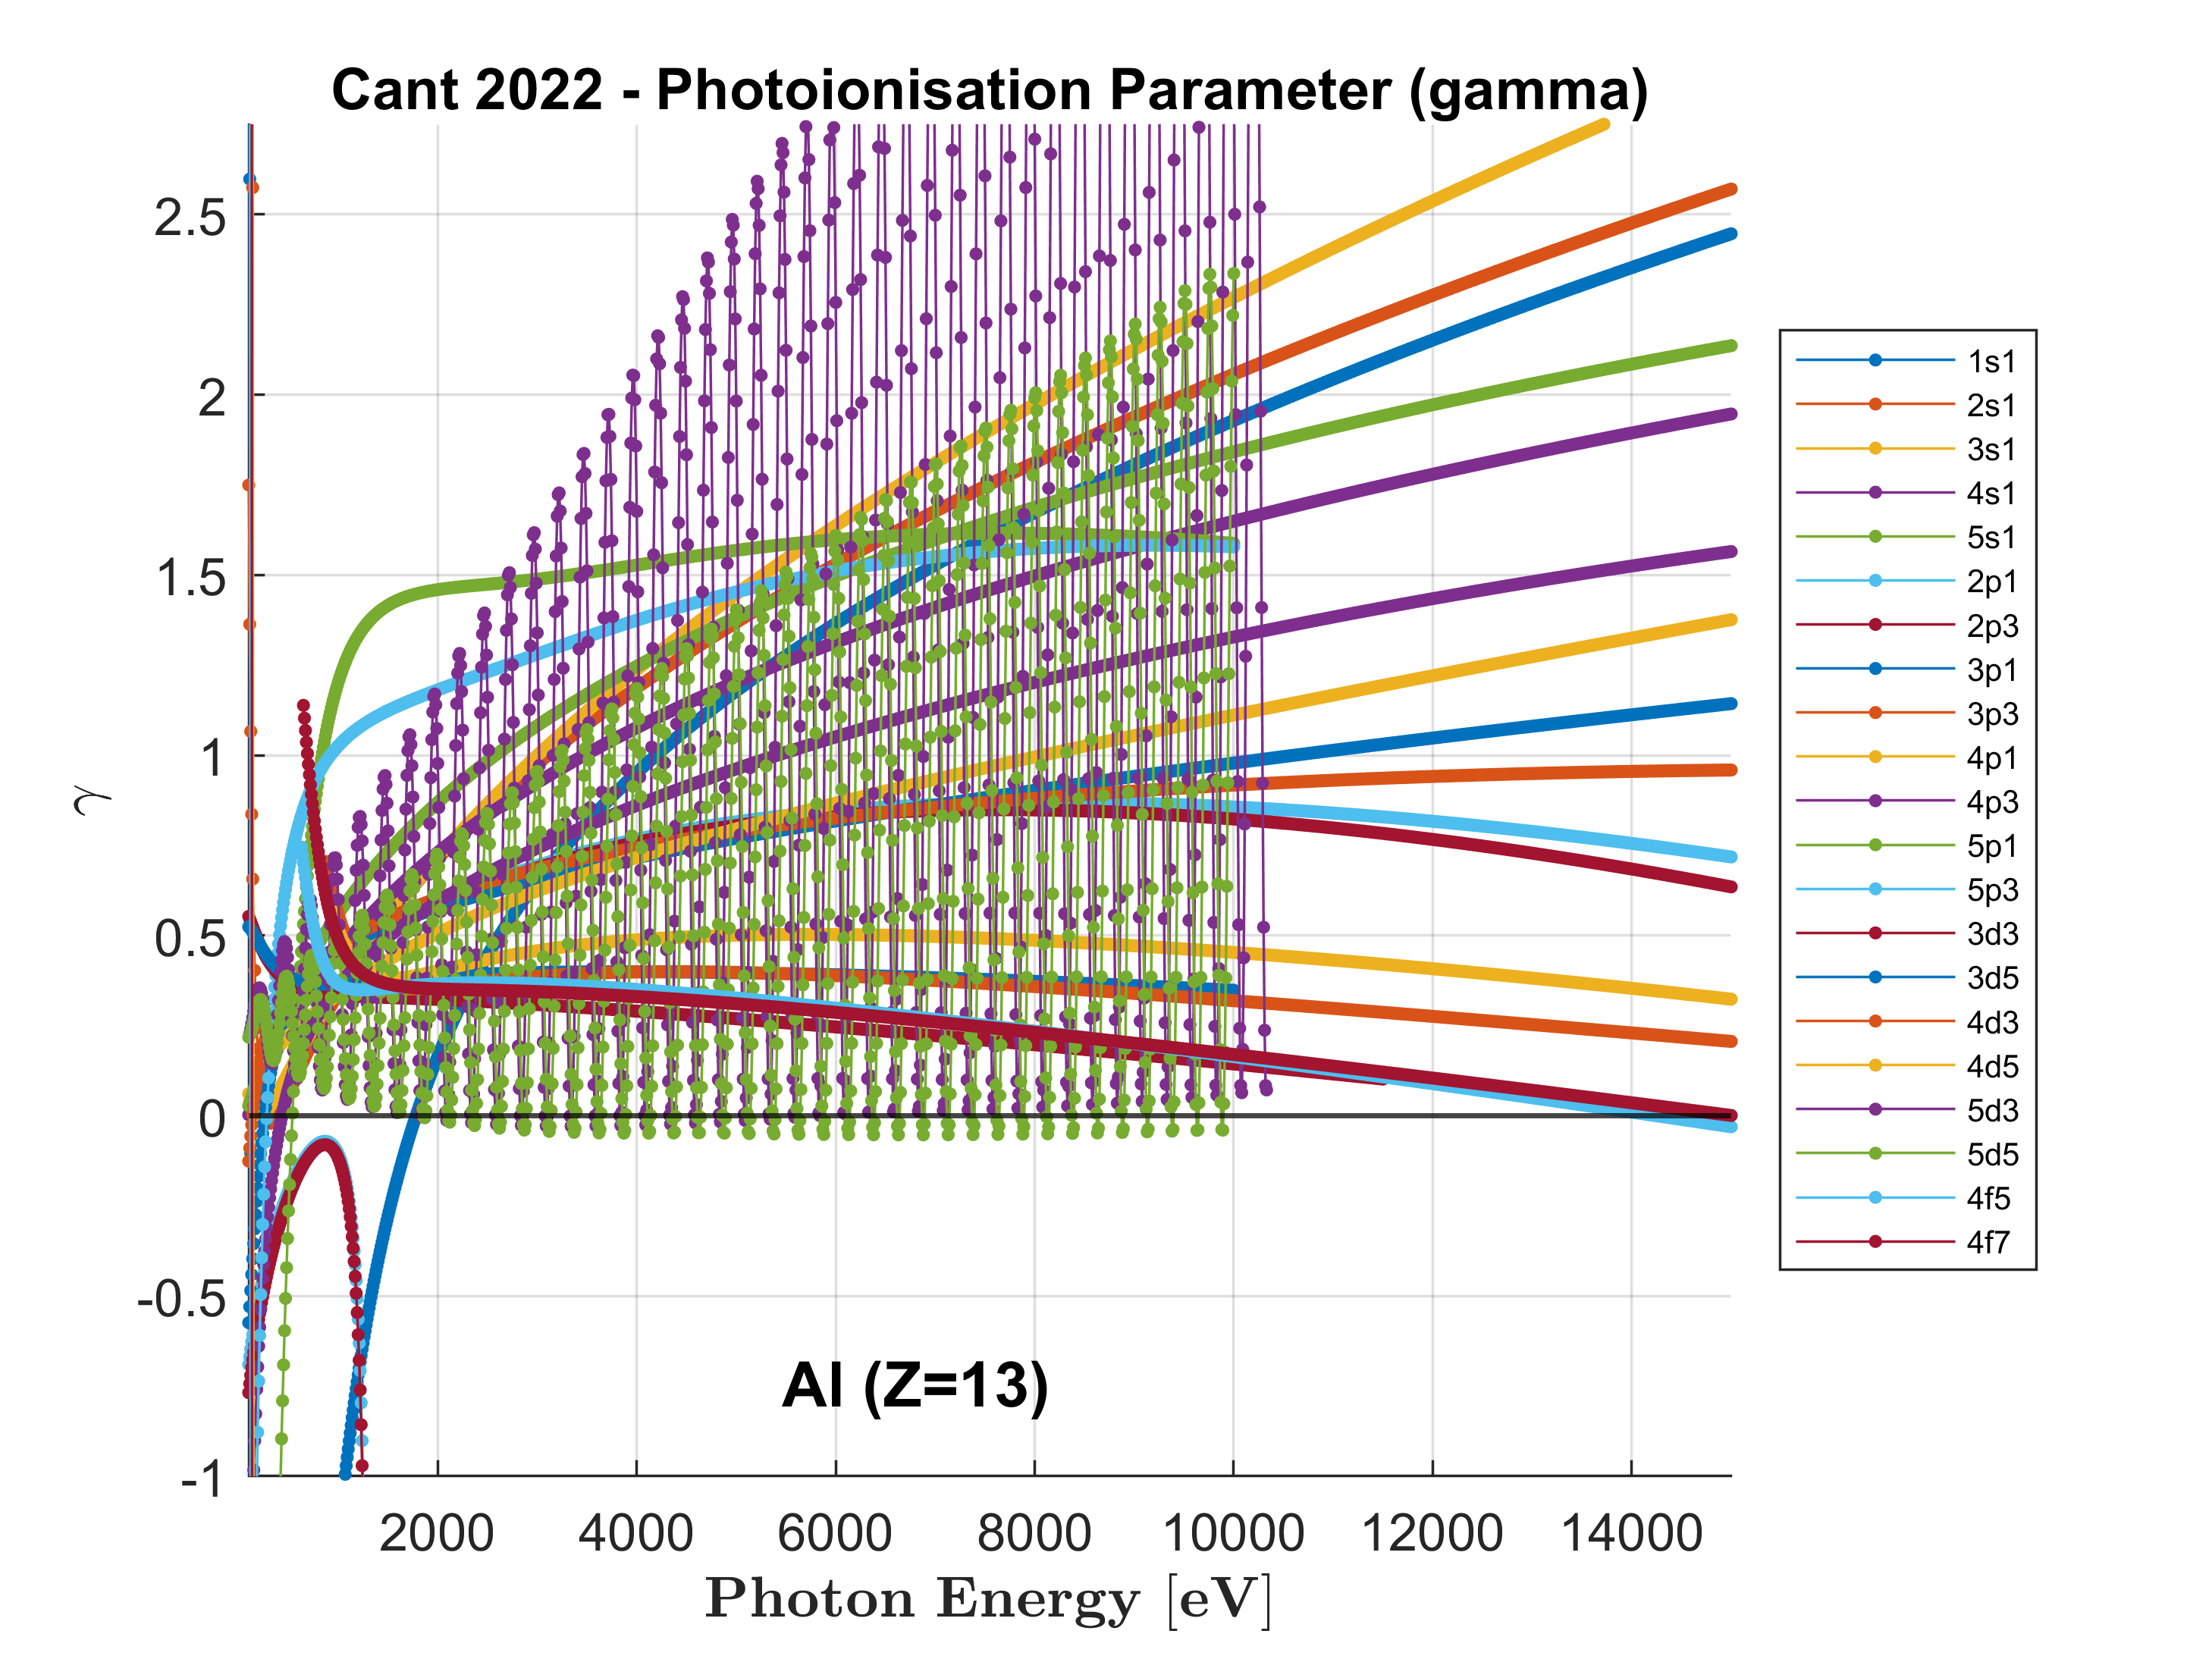 Cant 2022 - Photoionisation Parameter (gamma)
2.5
2
1.5
1
0.5
0
-0.5
-1
γ
2000 4000 6000 8000 10000 12000 14000
Photon Energy [eV]
Al (Z=13)
1s1
2s1
3s1
4s1
5s1
2p1
2p3
3p1
3p3
4p1
4p3
5p1
5p3
3d3
3d5
4d3
4d5
5d3
5d5
4f5
4f7